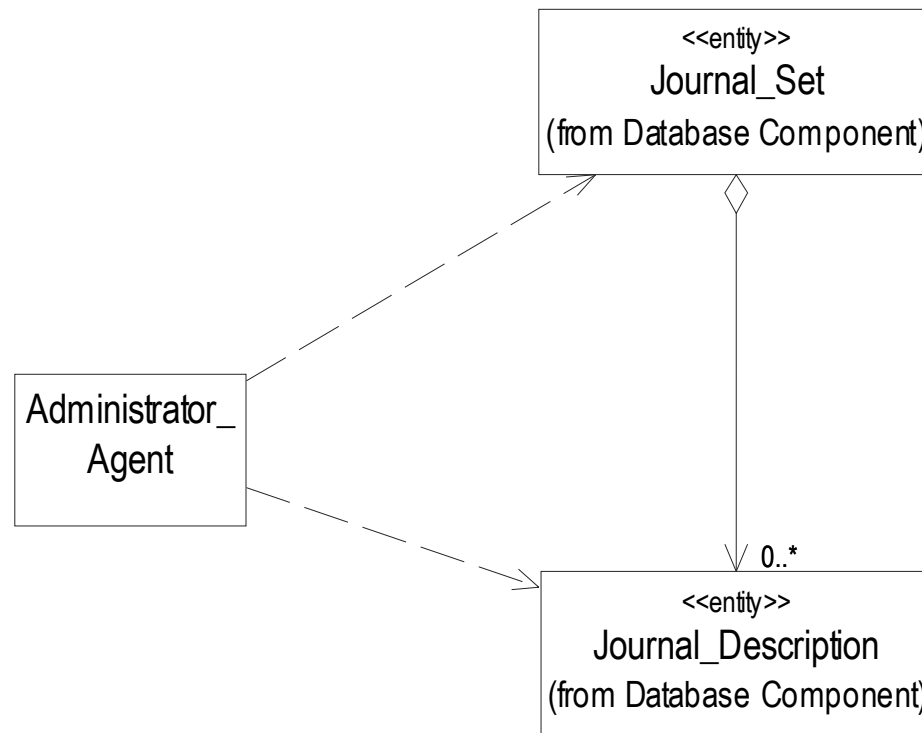 <<entity>>
Journal_Set
(from Database Component)
Administrator_
Agent
0..*
<<entity>>
Journal_Description
(from Database Component)